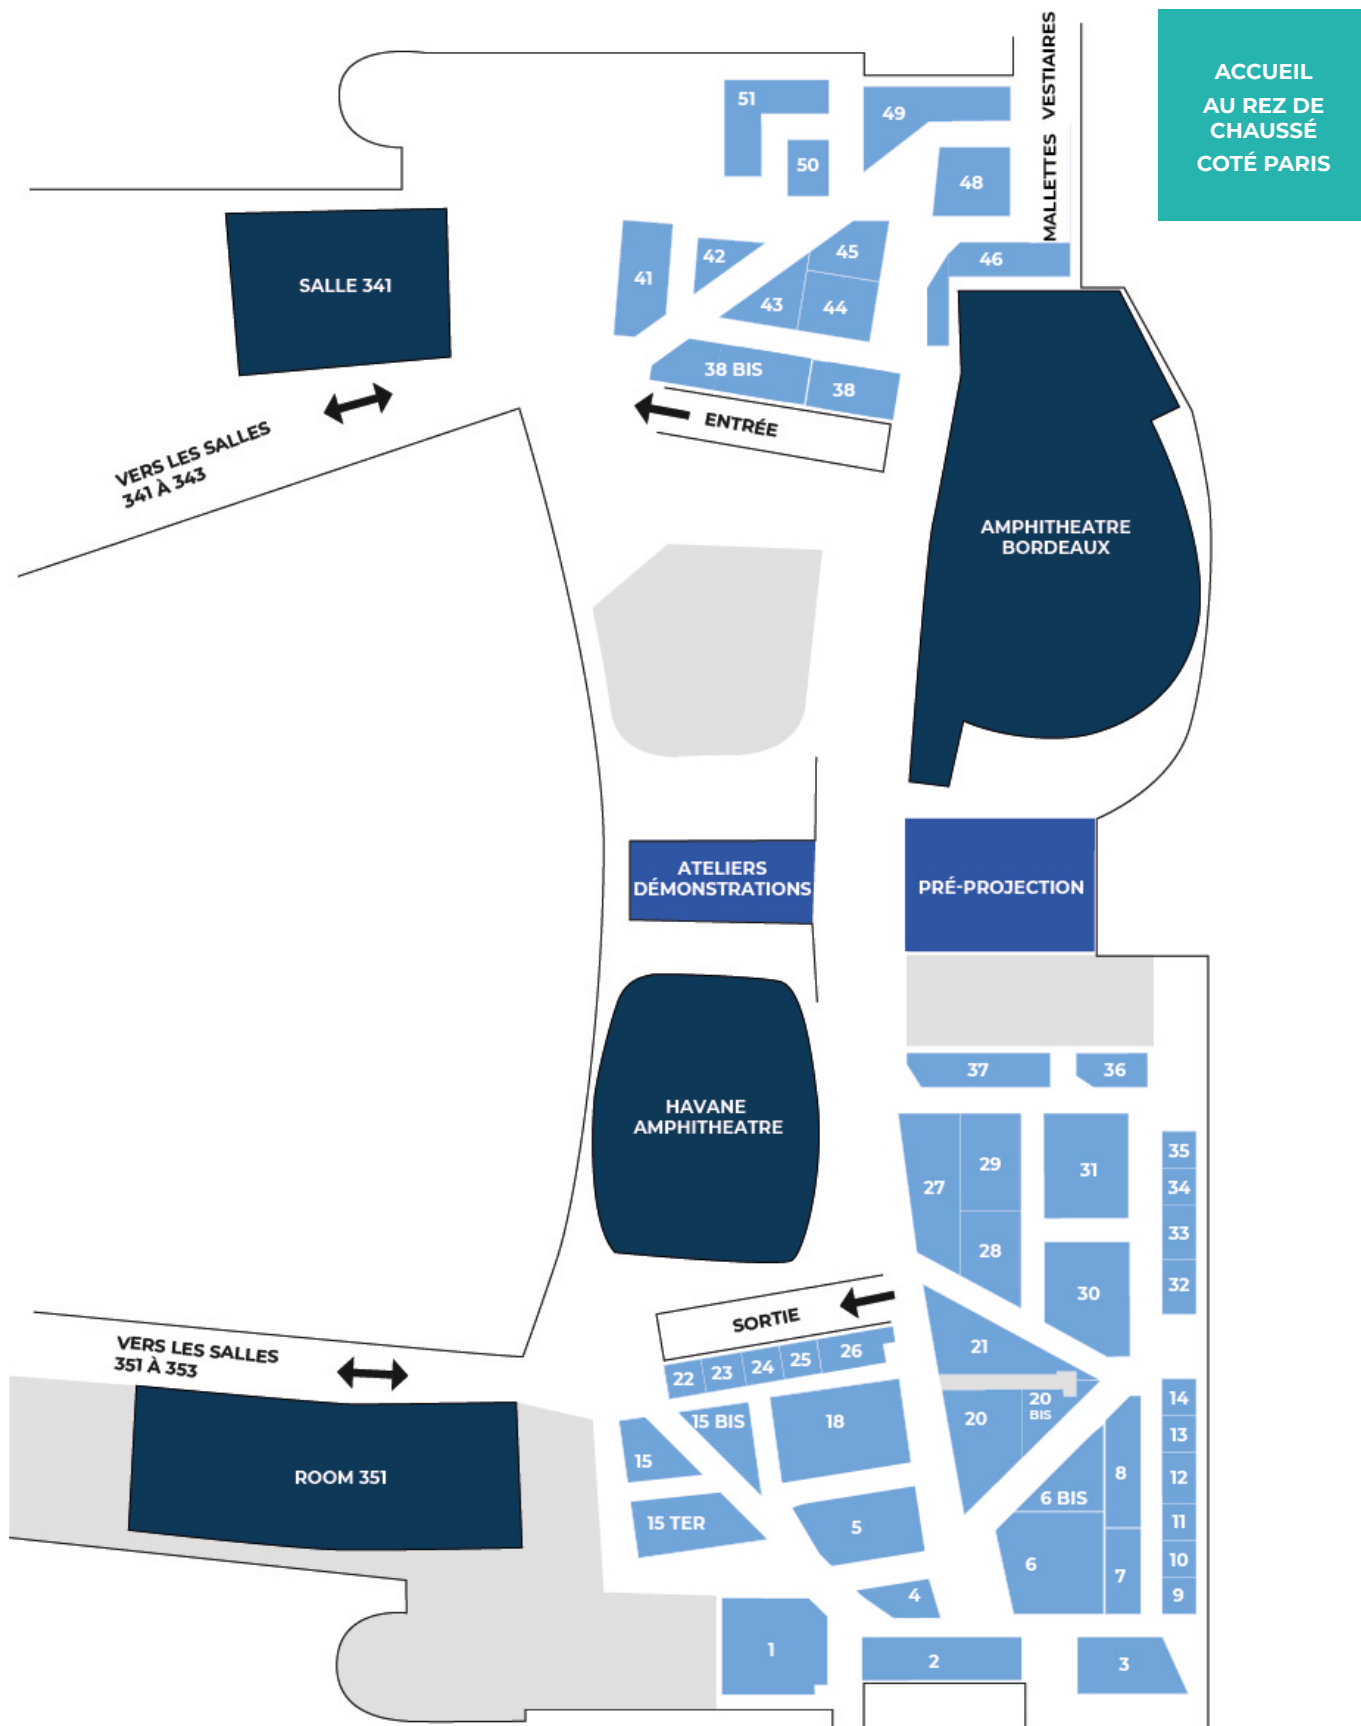 ACCUEIL
AU REZ DE
CHAUSSÉ
COTÉ PARIS
MALLETTES VESTIAIRES
51
49
50
48
45
42
46
41
43
44
SALLE 341
38 BIS
38
ENTRÉE
VERS LES SALLES
341 À 343
AMPHITHEATRE
BORDEAUX
ATELIERS
DÉMONSTRATIONS
PRÉ-PROJECTION
37
36
HAVANE
AMPHITHEATRE
35
29
31
34
27
33
28
32
30
SORTIE
VERS LES SALLES
351 À 353
21
26
25
24
23
22
14
20
BIS
20
15 BIS
18
13
15
8
12
ROOM 351
6 BIS
15 TER
5
11
10
6
7
9
4
1
2
3